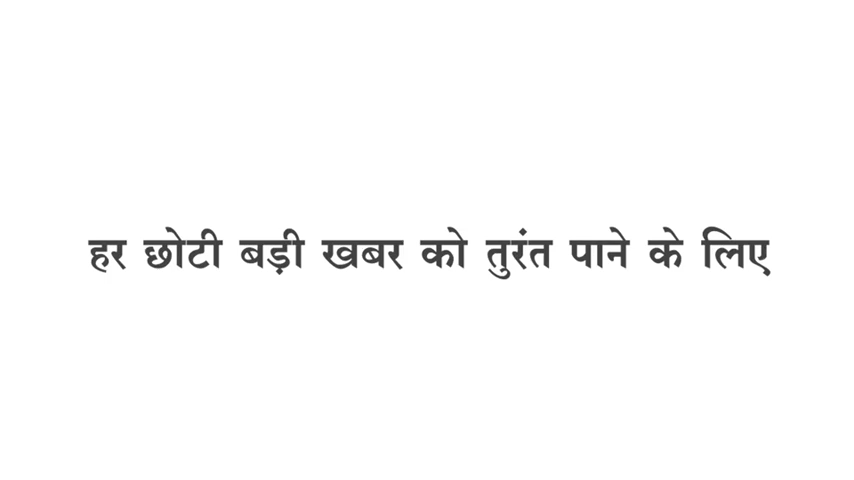 हर छोटी बड़ी खबर को तुरंत पाने के लिए